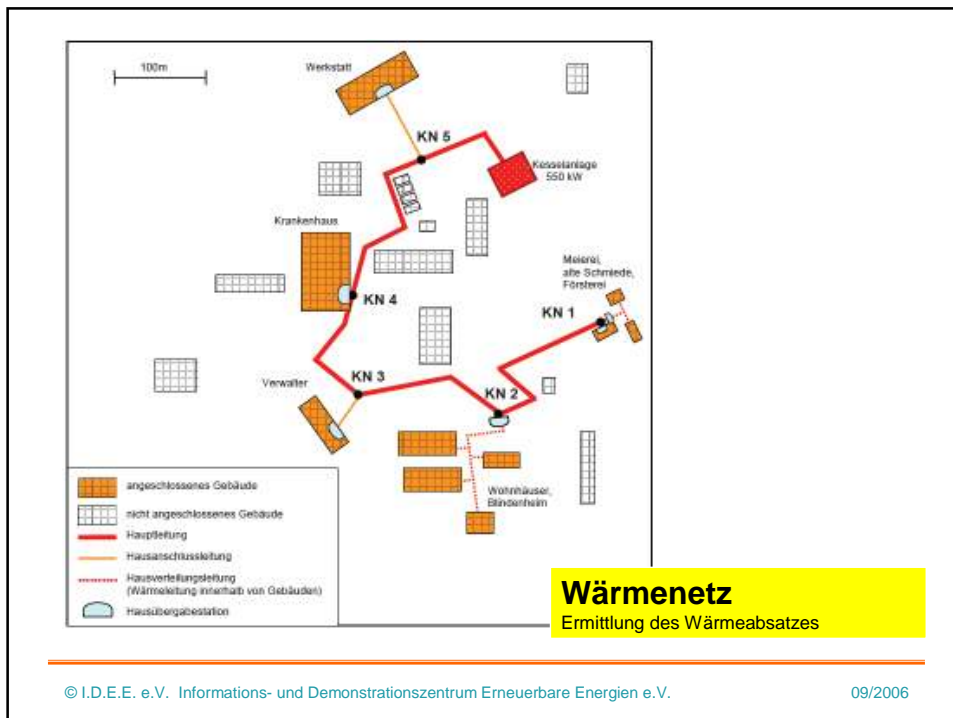 100m
Werkstatt
KN 5
Kesselanlage
550 kW
Krankenhaus
Meierei,
alte Schmiede,
Försterei
KN 4
KN 1
Verwalter
KN 3
KN 2
Wohnhäuser,
Blindenheim
angeschlossenes Gebäude
nicht angeschlossenes Gebäude
Hauptleitung
Hausanschlussleitung
Hausverteilungsleitung
(Wärmeleitung innerhalb von Gebäuden)
Hausübergabestation
Wärmenetz
Ermittlung des Wärmeabsatzes
© I.D.E.E. e.V. Informations- und Demonstrationszentrum Erneuerbare Energien e.V. 09/2006